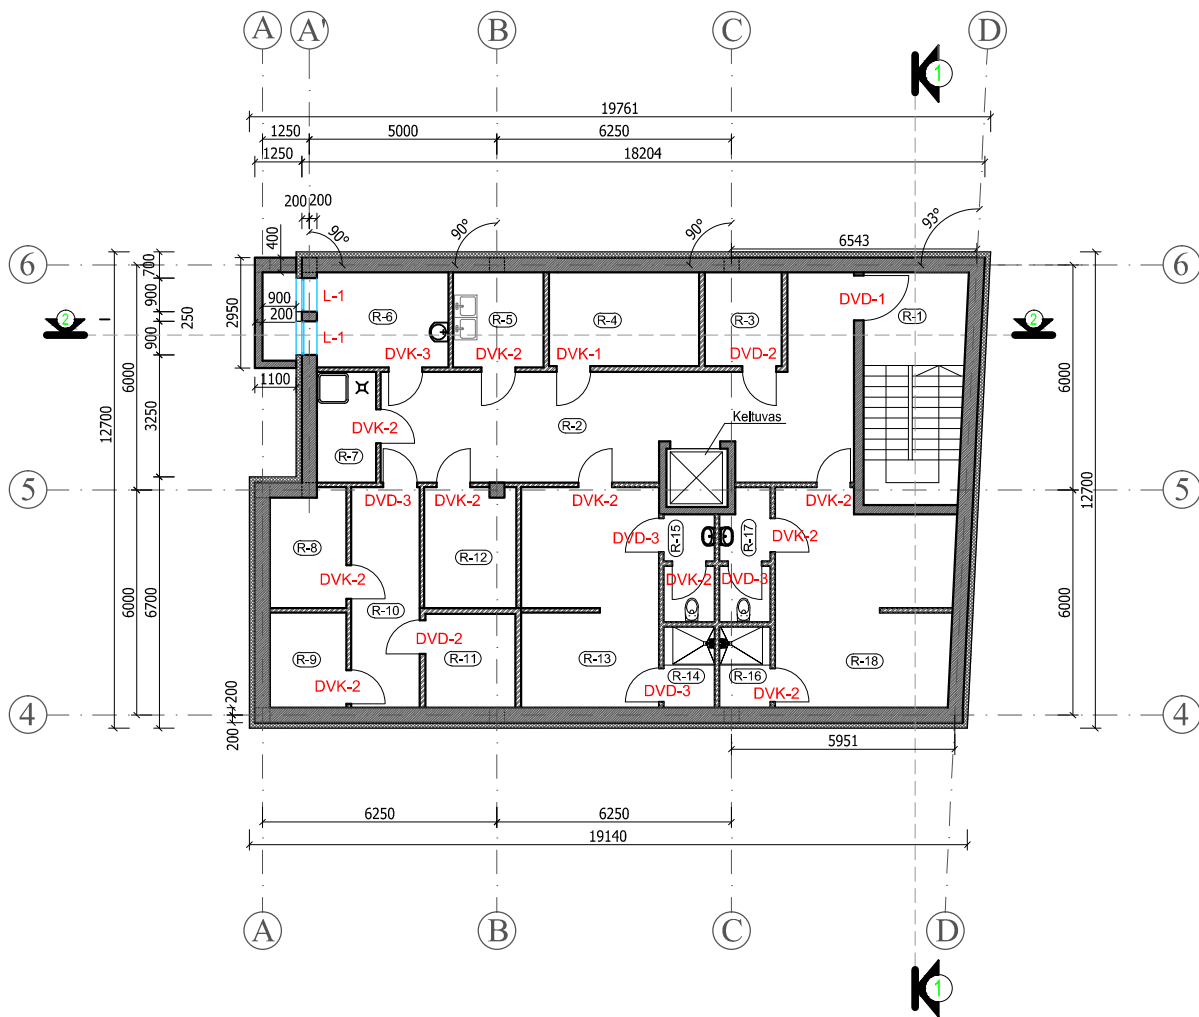 A A' B C D
1
19761
1250 5000 6250
1250 18204
200 200
90° 90° 90° 93°
6543
400
6 6
700
900
L-1
900
2 2
200
250
2950
L-1
900
DVD-1
R-1
R-6 R-5 R-4 R-3
DVK-3 DVK-2 DVK-1 DVD-2
6000 6000
1100
Keltuvas
12700
3250
R-2
DVK-2
R-7
5 5
DVD-3 DVK-2 DVK-2 DVK-2
12700
R-15 R-17
DVD-3 DVK-2
R-8 R-12
DVK-2 DVK-2 DVD-3
6000 6700 6000
R-10
DVD-2
R-9 R-11 R-13 R-14 R-16 R-18
DVK-2 DVD-3 DVK-2
200
4 4
200
5951
6250 6250
19140
A B C D
1